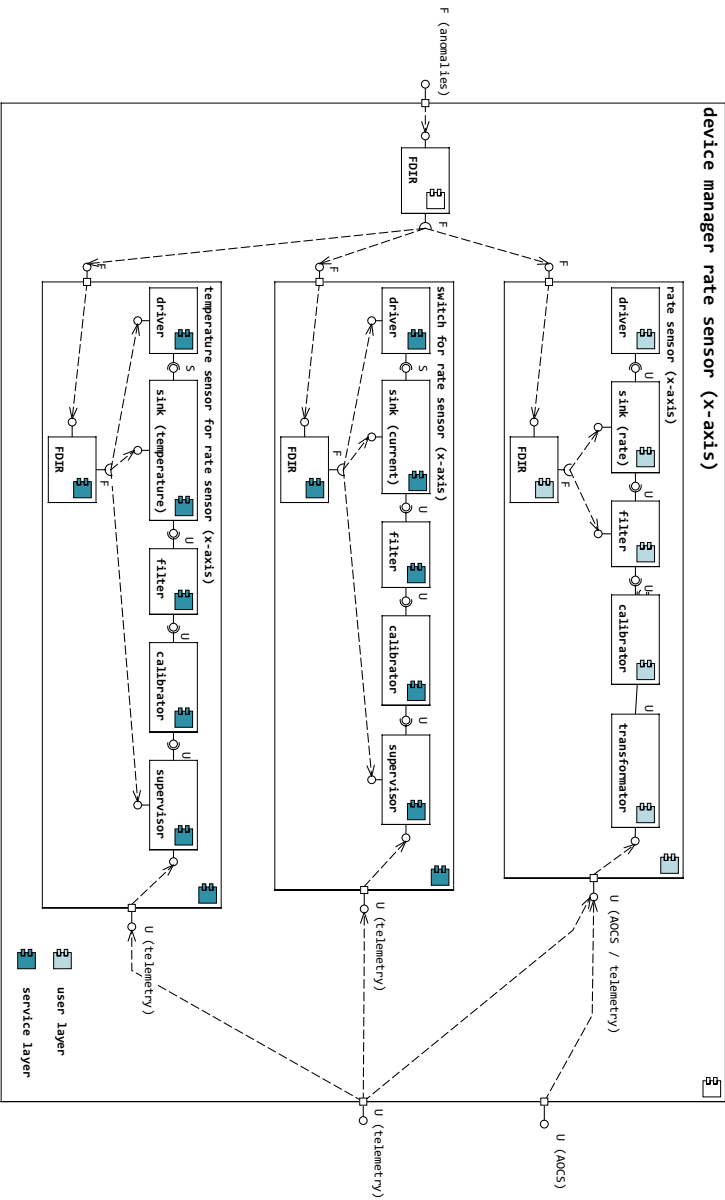 device manager rate sensor (x-axis)
F (anomalies)
FDIR
F
F
rate sensor (x-axis)
driver
U
sink (rate)
U
filter
U
calibrator
U
transformator
FDIR
F
U (AOCS / telemetry)
U (AOCS)
F
switch for rate sensor (x-axis)
driver
S
sink (current)
U
filter
U
calibrator
U
supervisor
FDIR
F
U (telemetry)
U (telemetry)
F
temperature sensor for rate sensor (x-axis)
driver
S
sink (temperature)
U
filter
U
calibrator
U
supervisor
FDIR
F
U (telemetry)
user layer
service layer